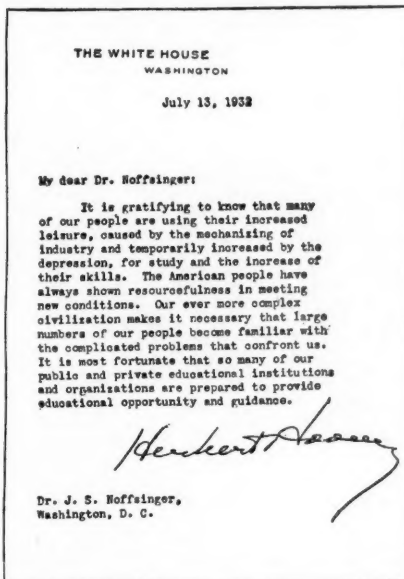 THE WHITE HOUSE
WASHINGTON
July 13, 1932
My dear Dr. Noffsinger:
It is gratifying to know that many
of our people are using their increased
leisure, caused by the mechanizing of
industry and temporarily increased by the
depression, for study and the increase of
their skills. The American people have
always shown resourcefulness in meeting
new conditions. Our ever more complex
civilization makes it necessary that large
numbers of our people become familiar with
the complicated problems that confront us.
It is most fortunate that so many of our
public and private educational institutions
and organizations are prepared to provide
educational opportunity and guidance.
Herbert Hoover
Dr. J. S. Noffsinger,
Washington, D. C.